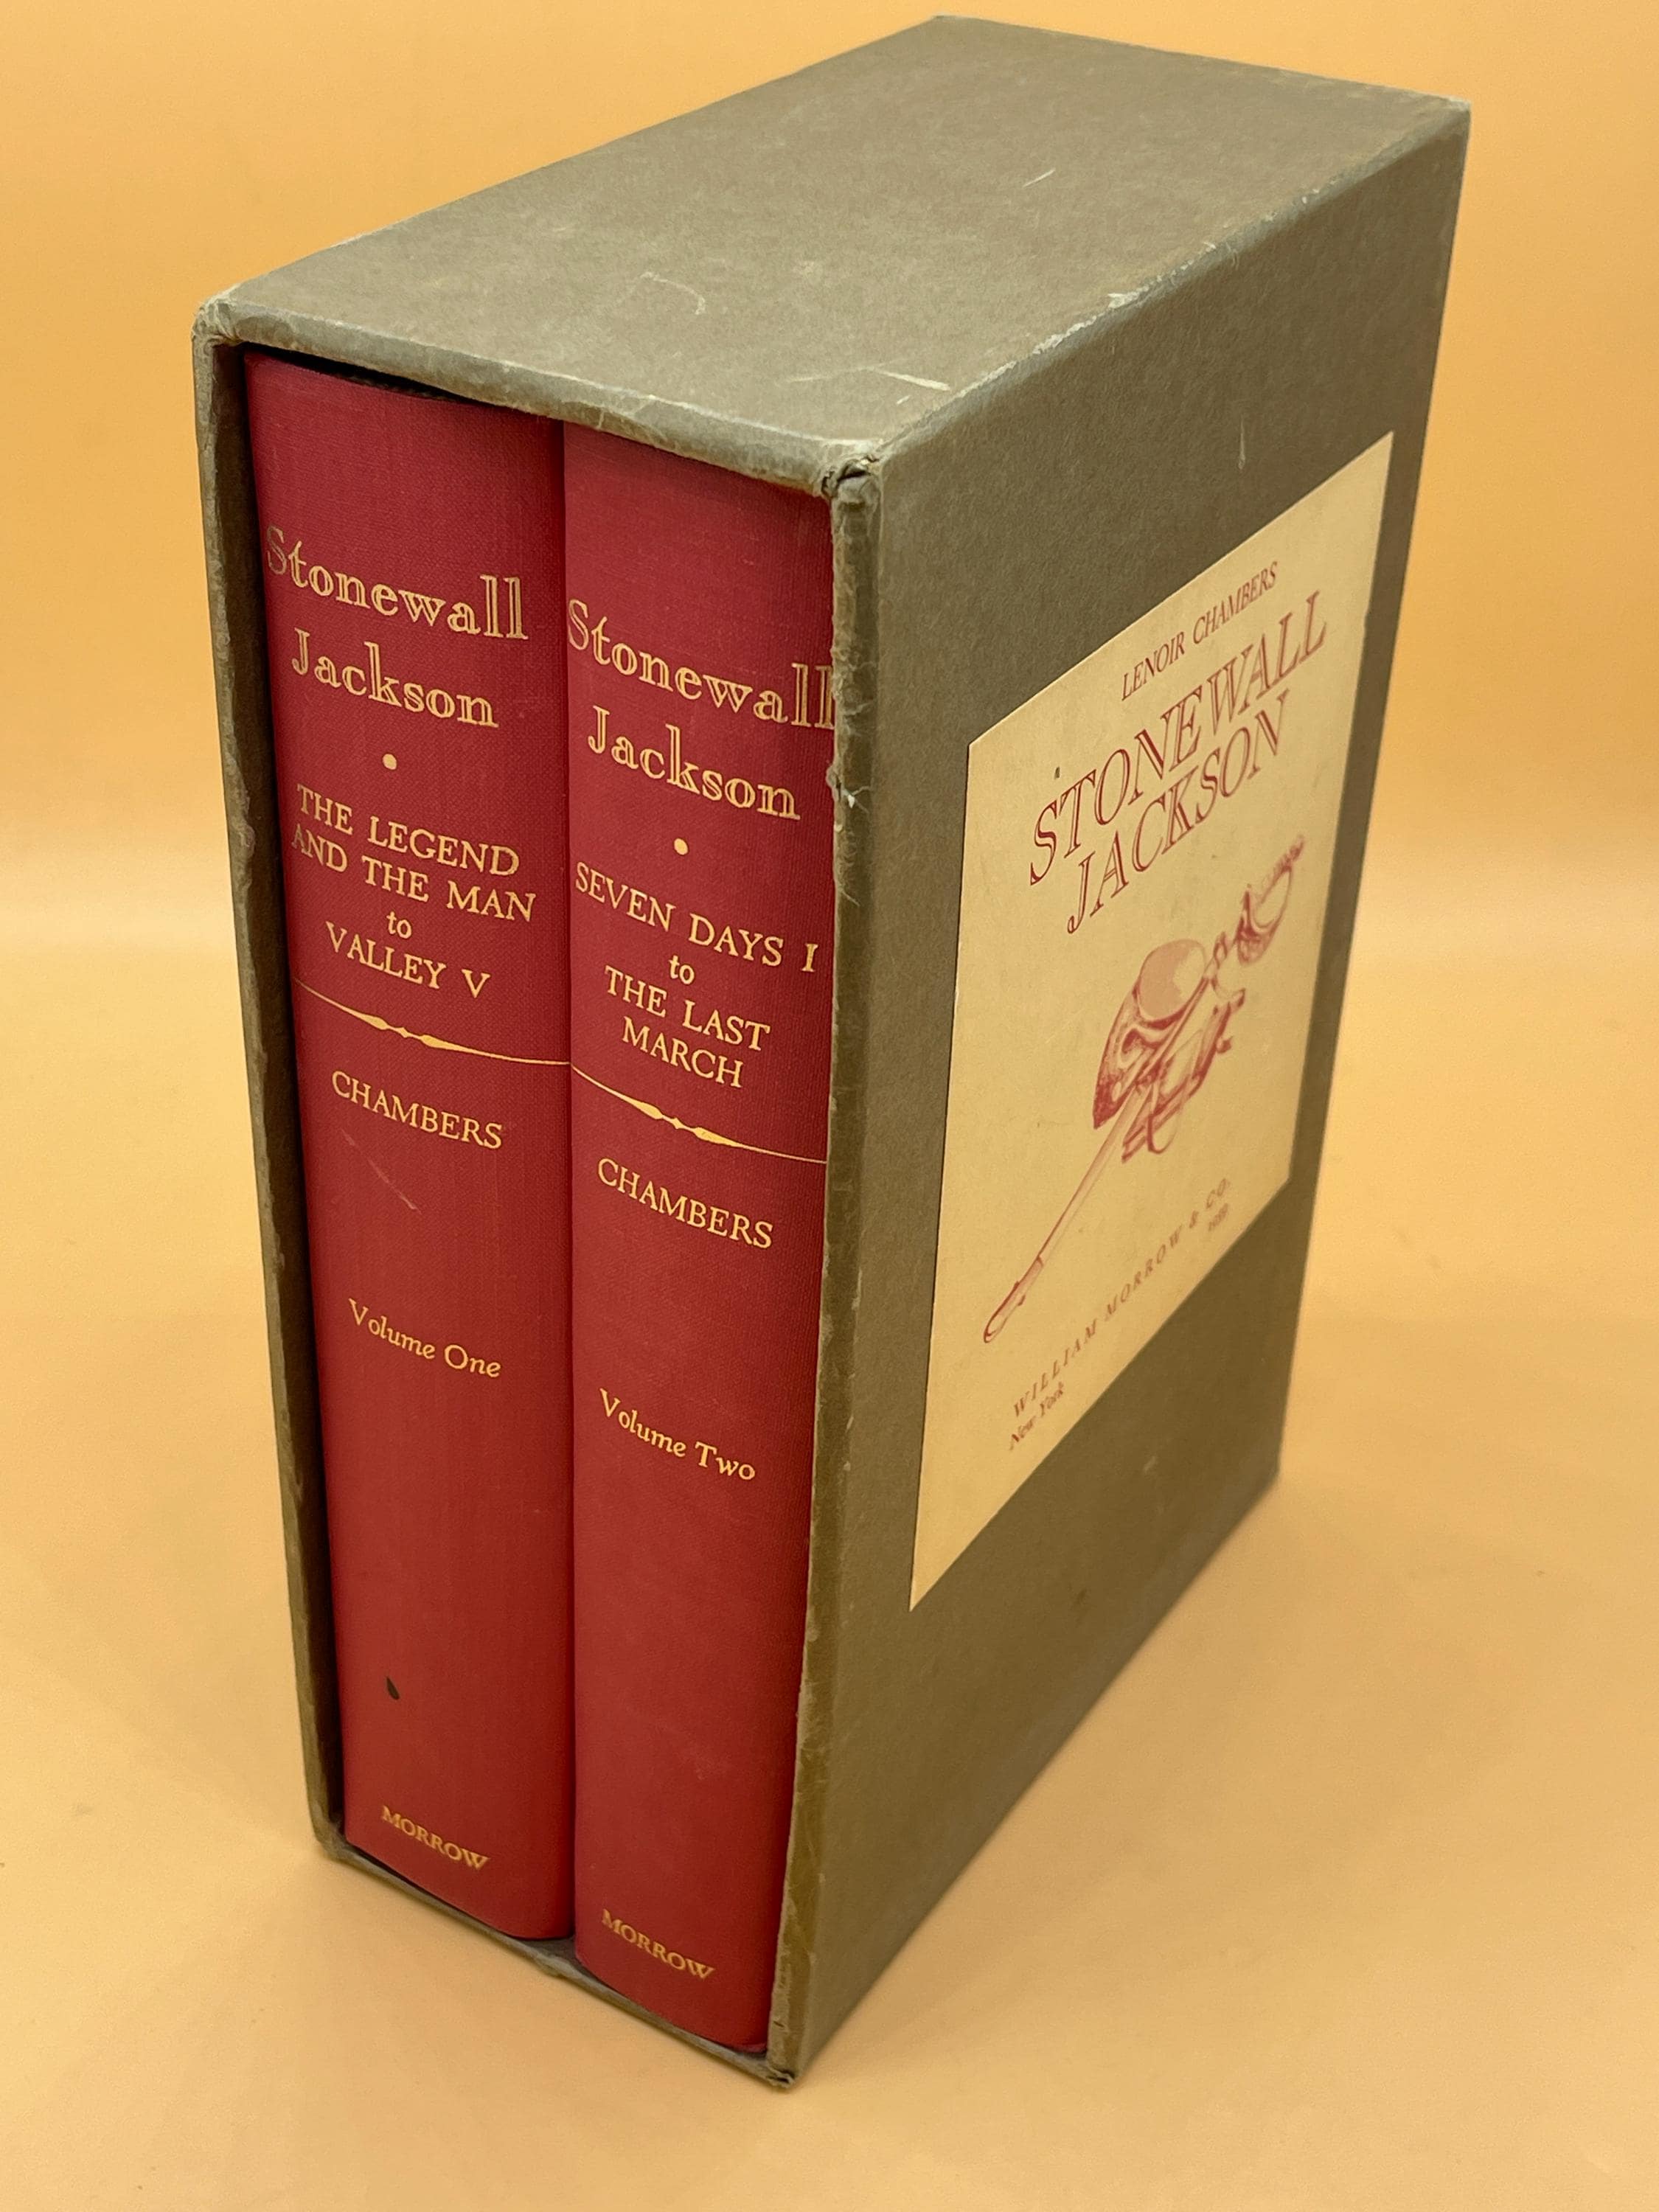 Stonewall
Jackson
•
THE LEGEND
AND THE MAN
to
VALLEY V
CHAMBERS
Volume One
MORROW
Stonewall
Jackson
•
SEVEN DAYS I
to
THE LAST
MARCH
CHAMBERS
Volume Two
MORROW
LENOIR CHAMBERS
STONEWALL
JACKSON
WILLIAM MORROW & CO.
New York